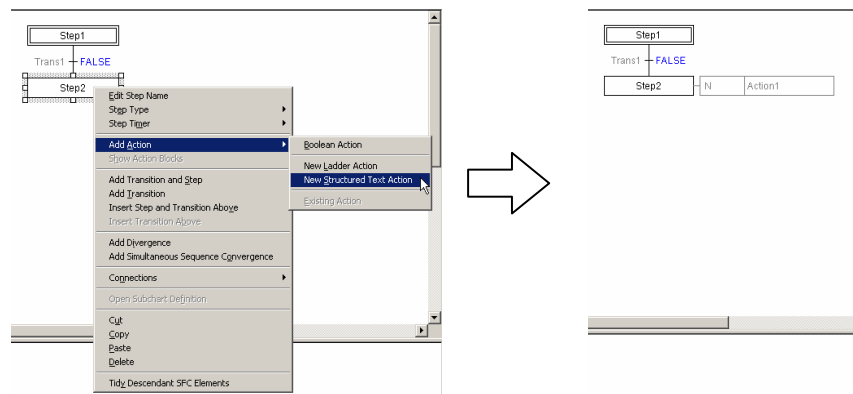 Step1
Trans1 FALSE
Step2
Edit Step Name
Step Type
Step Timer
Add Action
Show Action Blocks
Add Transition and Step
Add Transition
Insert Step and Transition Above
Insert Transition Above
Add Divergence
Add Simultaneous Sequence Convergence
Connections
Open Subchart Definition
Cut
Copy
Paste
Delete
Tidy Descendant SFC Elements
Boolean Action
New Ladder Action
New Structured Text Action
Existing Action
Step1
Trans1 FALSE
Step2 N Action1